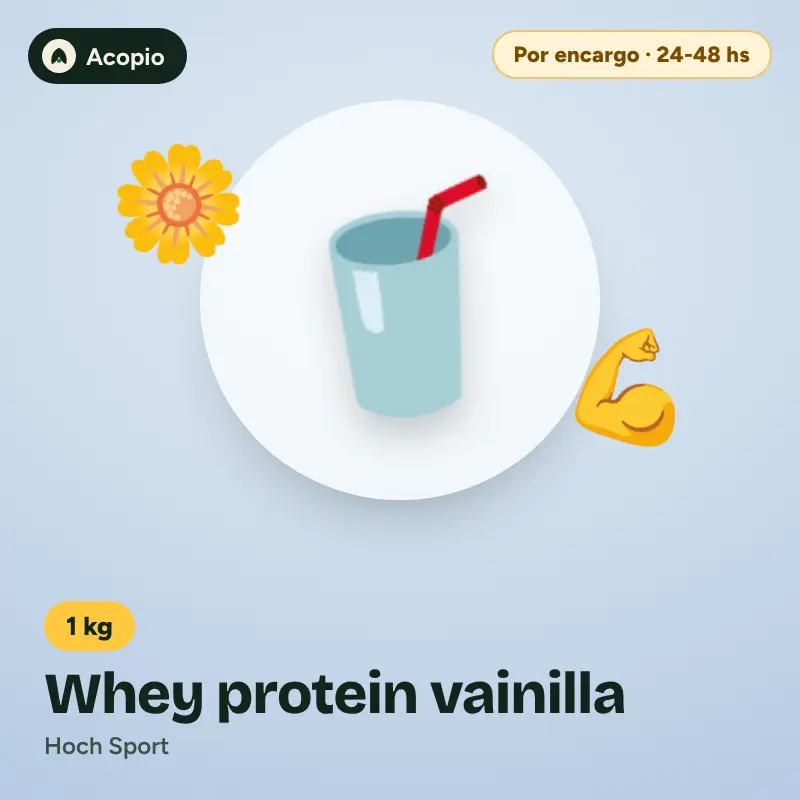 Acopio
Por encargo · 24-48 hs
1 kg
Whey protein vainilla
Hoch Sport